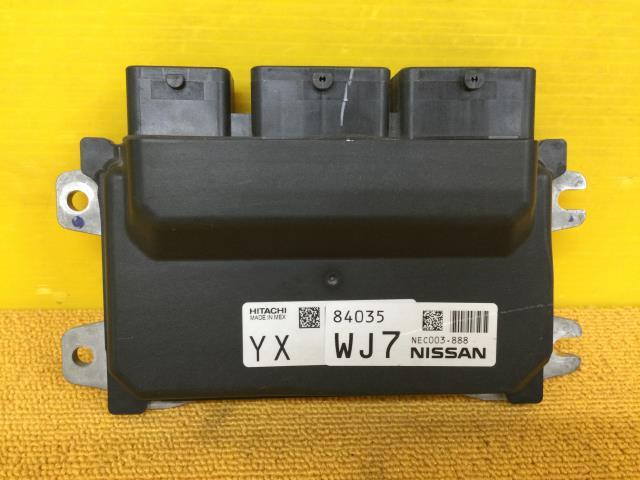 HITACHI
MADE IN MEX
84035
YX
WJ7
NEC003-888
NISSAN